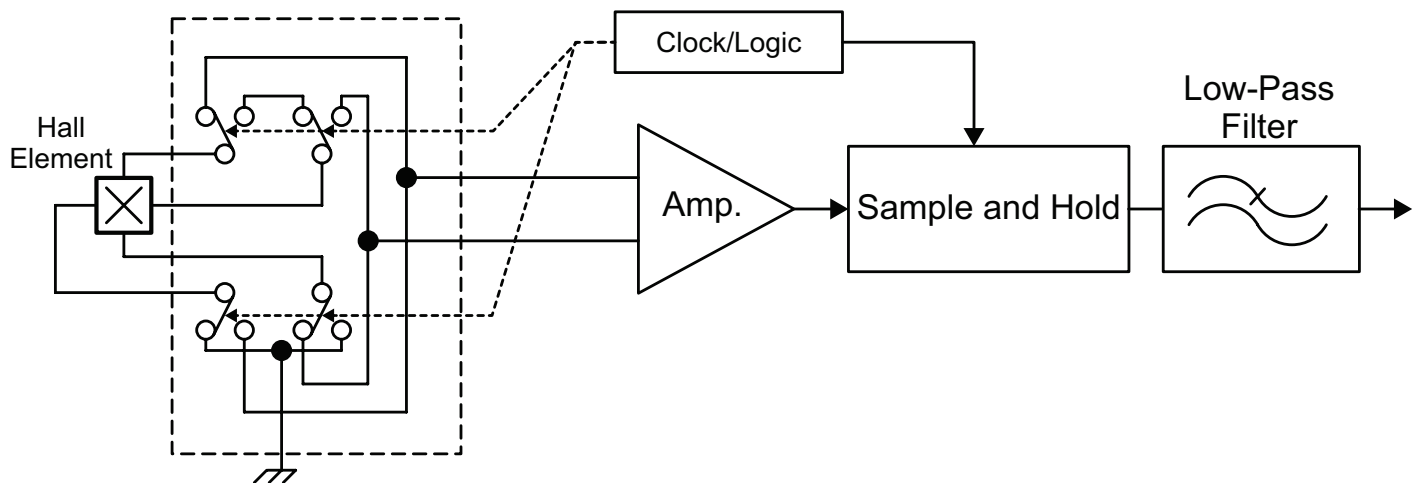 Clock/Logic
Low-Pass
Filter
Hall
Element
Amp.
Sample and Hold